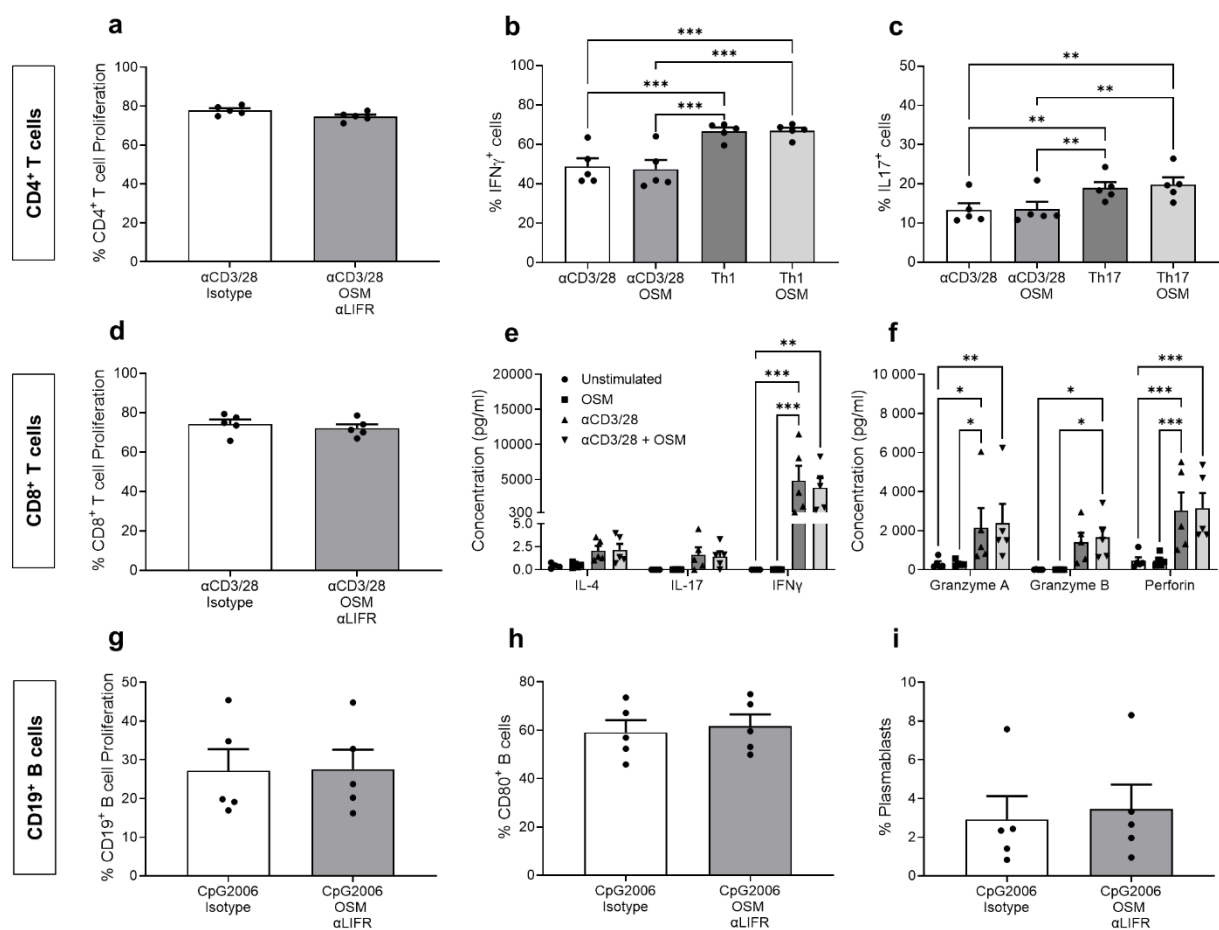 CD4⁺ T cells
a
% CD4⁺ T cell Proliferation
100
80
60
40
20
0
αCD3/28
Isotype
αCD3/28
OSM
αLIFR
b
% IFNγ⁺ cells
100
80
60
40
20
0
***
***
***
***
αCD3/28
αCD3/28
OSM
Th1
Th1
OSM
c
% IL17⁺ cells
50
40
30
20
10
0
**
**
**
**
αCD3/28
αCD3/28
OSM
Th17
Th17
OSM
CD8⁺ T cells
d
% CD8⁺ T cell Proliferation
100
80
60
40
20
0
αCD3/28
Isotype
αCD3/28
OSM
αLIFR
e
Concentration (pg/ml)
20000
15000
10000
5000
300
5.0
2.5
0.0
Unstimulated
OSM
αCD3/28
αCD3/28 + OSM
**
***
***
IL-4
IL-17
IFNγ
f
Concentration (pg/ml)
10 000
8 000
6 000
4 000
2 000
0
**
*
*
*
*
***
***
***
Granzyme A
Granzyme B
Perforin
CD19⁺ B cells
g
% CD19⁺ B cell Proliferation
50
40
30
20
10
0
CpG2006
Isotype
CpG2006
OSM
αLIFR
h
% CD80⁺ B cells
80
60
40
20
0
CpG2006
Isotype
CpG2006
OSM
αLIFR
i
% Plasmablasts
10
8
6
4
2
0
CpG2006
Isotype
CpG2006
OSM
αLIFR